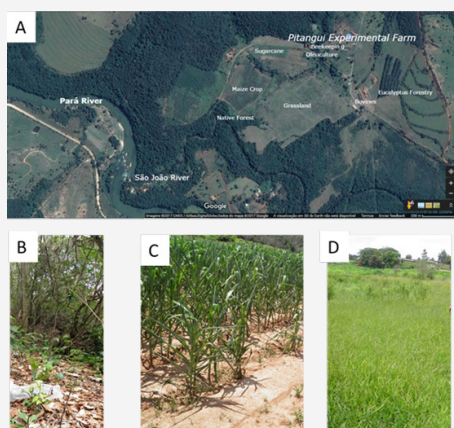 A
Pitangui Experimental Farm
Beekeeping
Sugarcane
Oleiculture
Maize Crop
Eucalyptus Forestry
Grassland
Bovines
Pará River
Native Forest
São João River
Google
B
C
D